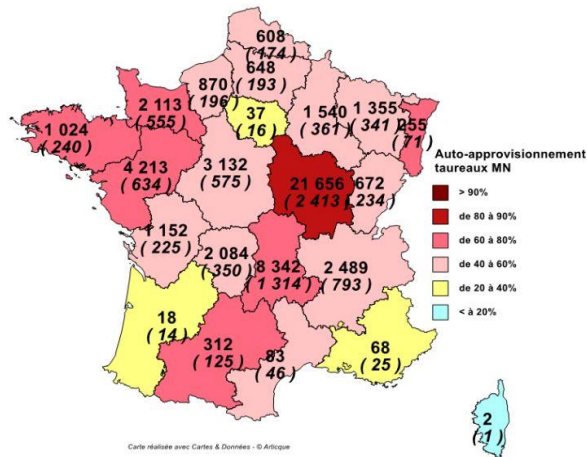 608
( 174 )
648
( 193 )
870
( 196 )
2 113
( 555 )
37
( 16 )
1 540
( 361 )
1 355
( 341 )
255
( 71 )
1 024
( 240 )
4 213
( 634 )
3 132
( 575 )
21 656
( 2 413 )
672
( 234 )
1 152
( 225 )
2 084
( 350 )
8 342
( 1 314 )
2 489
( 793 )
18
( 14 )
312
( 125 )
83
( 46 )
68
( 25 )
2
( 1 )
Auto-approvisionnement
taureaux MN
> 90%
de 80 à 90%
de 60 à 80%
de 40 à 60%
de 20 à 40%
< à 20%
Carte réalisée avec Cartes & Données - © Articque